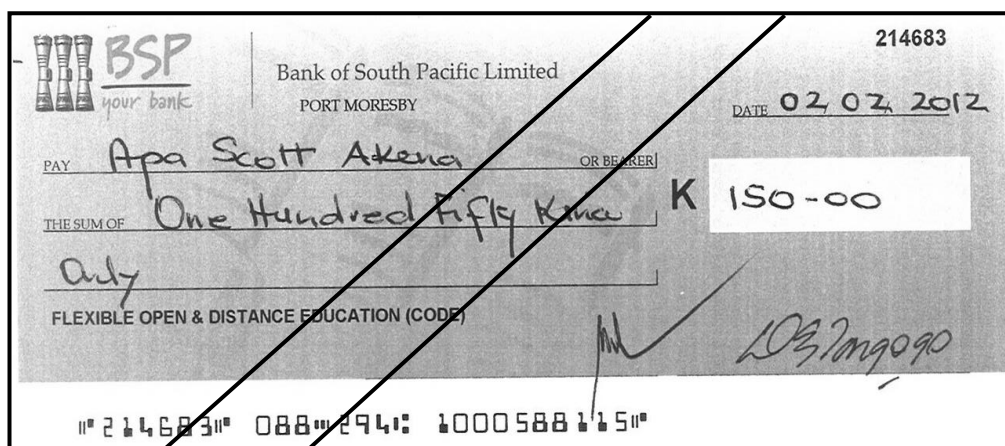 BSP
your bank
Bank of South Pacific Limited
PORT MORESBY
214683
DATE 02 02 2012
PAY Apa Scott Akena OR BEARER
THE SUM OF One Hundred Fifty Kina
Only
K 150-00
FLEXIBLE OPEN & DISTANCE EDUCATION (CODE)
⑈214683⑈ 088⑉294⑆ 1000588115⑈